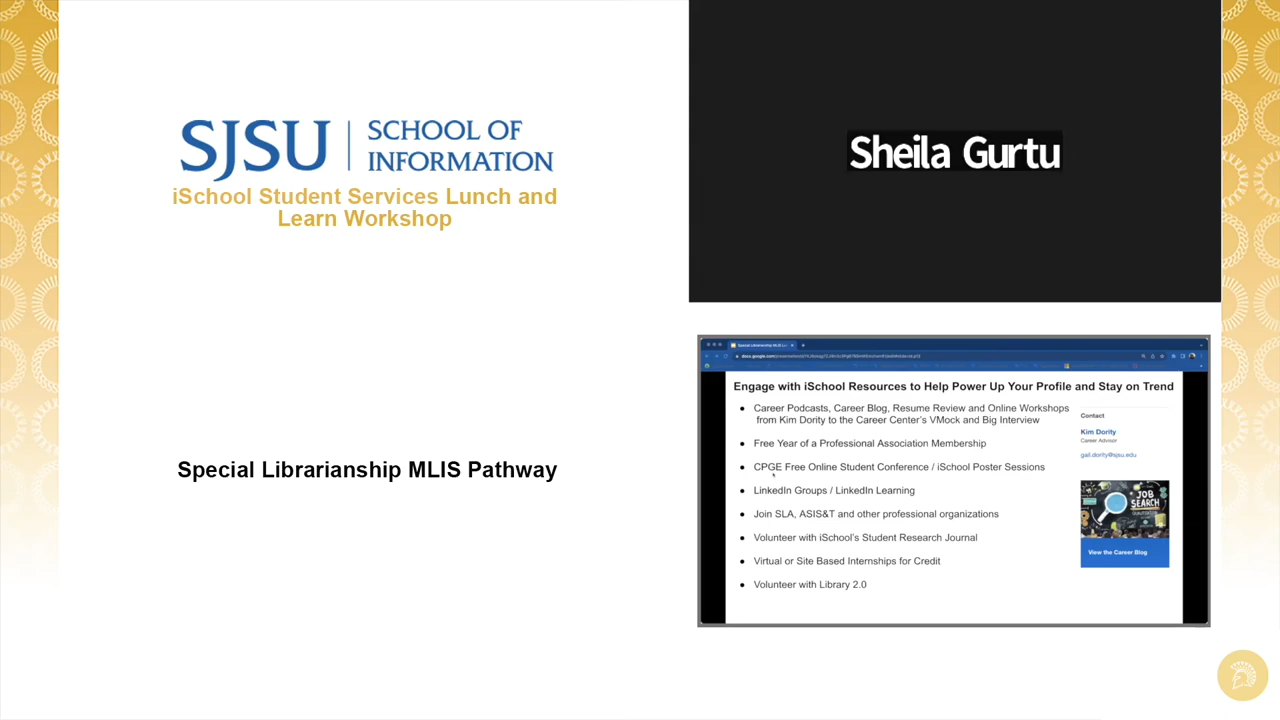 SJSU | SCHOOL OF
INFORMATION
iSchool Student Services Lunch and
Learn Workshop
Special Librarianship MLIS Pathway
Sheila Gurtu
Engage with iSchool Resources to Help Power Up Your Profile and Stay on Trend
● Career Podcasts, Career Blog, Resume Review and Online Workshops
from Kim Dority to the Career Center's VMock and Big Interview
● Free Year of a Professional Association Membership
● CPGE Free Online Student Conference / iSchool Poster Sessions
● LinkedIn Groups / LinkedIn Learning
● Join SLA, ASIS&T and other professional organizations
● Volunteer with iSchool's Student Research Journal
● Virtual or Site Based Internships for Credit
● Volunteer with Library 2.0
Contact
Kim Dority
Career Advisor
gail.dority@sjsu.edu
JOB
SEARCH
View the Career Blog